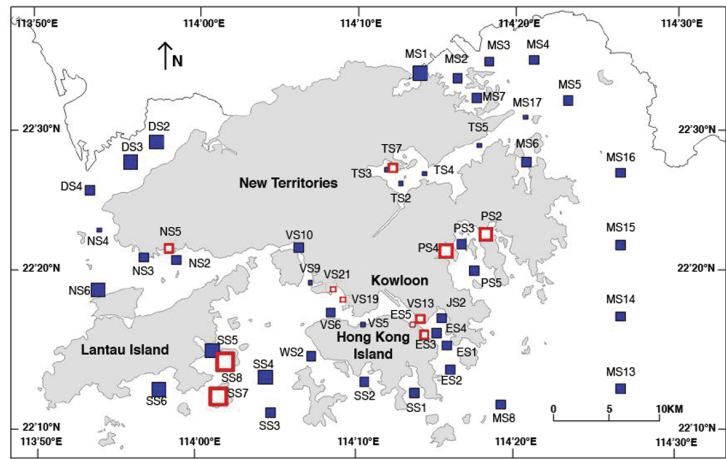 113°50'E 114°00' 114°10' 114°20' 114°30'
N
MS1 MS2 MS3 MS4
MS7 MS5
MS17
22°30' 22°30'N
DS2
DS3
TS5
TS7 MS6
TS3 TS4 MS16
TS2
DS4
New Territories
NS4
NS5 VS10 PS3 PS2
PS4 MS15
NS3 NS2
22°20' 22°20'N
VS9 VS21 Kowloon PS5
NS6 VS19
VS13 JS2 MS14
VS6 VS5 ES5 ES4
Hong Kong
Island ES3 ES1
Lantau Island SS5 WS2
SS8 SS4 ES2
SS2 MS13
SS6 SS7 SS1
SS3 MS8
0 5 10KM
22°10' 22°10'N
113°50' 114°00' 114°10' 114°20' 114°30'